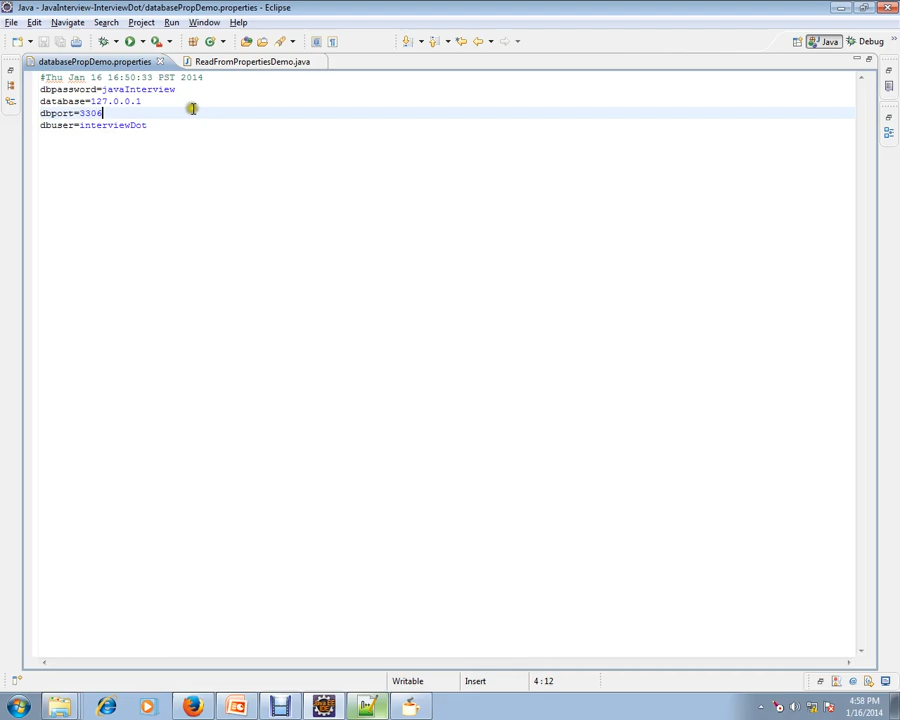 Java - JavaInterview-InterviewDot/databasePropDemo.properties - Eclipse
File Edit Navigate Search Project Run Window Help
Java Debug
databasePropDemo.properties ReadFromPropertiesDemo.java
#Thu Jan 16 16:50:33 PST 2014
dbpassword=javaInterview
database=127.0.0.1
dbport=3306
dbuser=interviewDot
Writable Insert 4:12
4:58 PM
1/16/2014